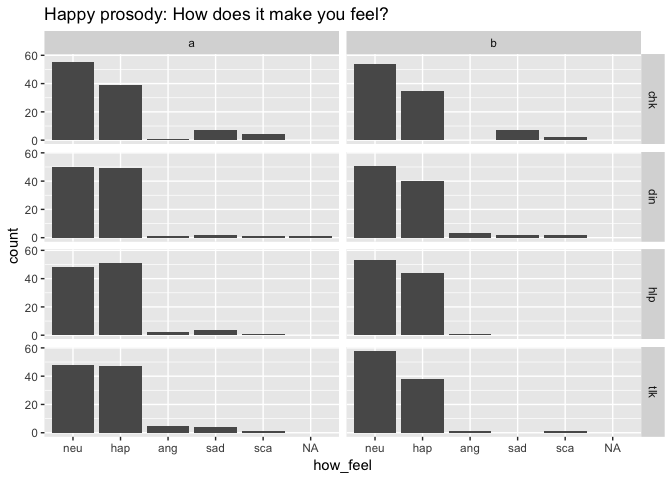 Happy prosody: How does it make you feel?
a
b
60
40
20
0
chk
60
40
20
0
din
60
40
20
0
hlp
60
40
20
0
tlk
count
neu hap ang sad sca NA
neu hap ang sad sca NA
how_feel